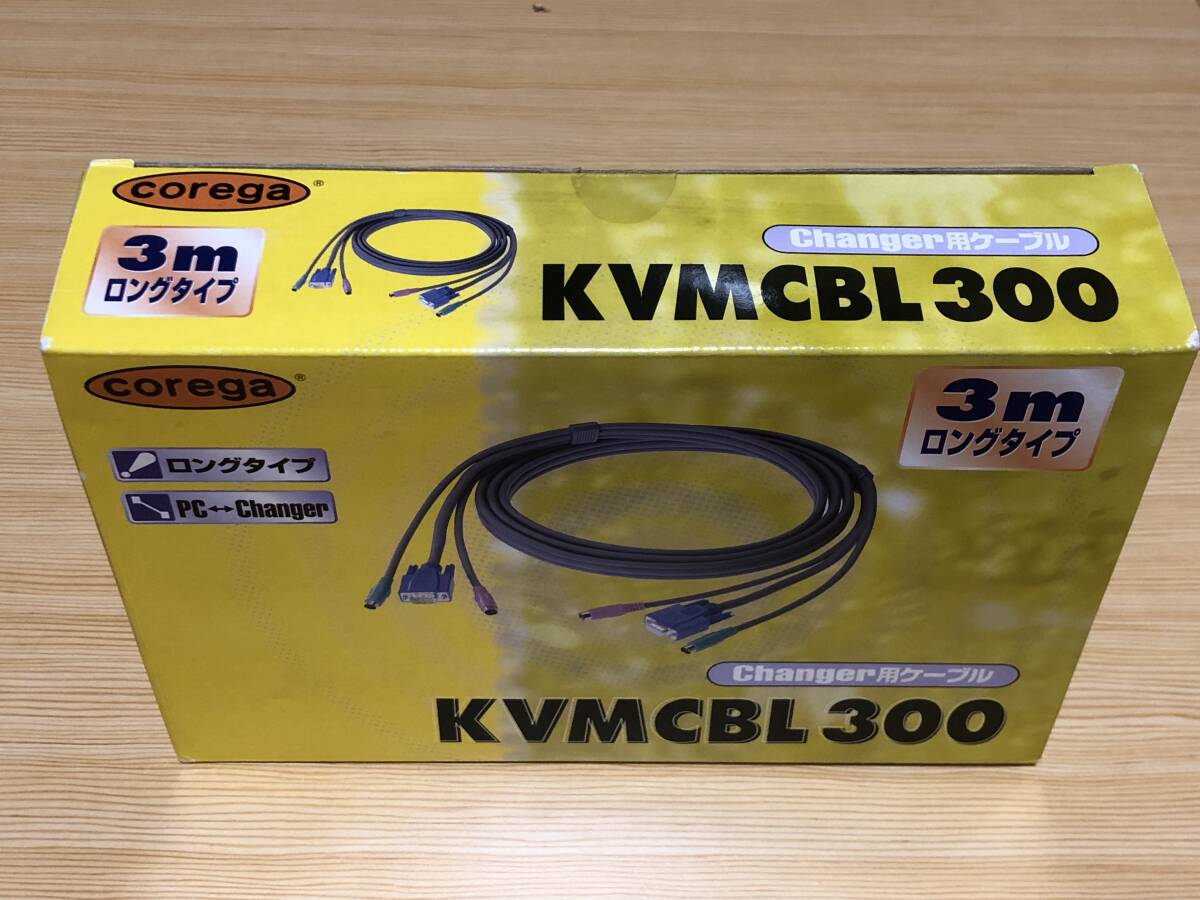 corega®
3m
ロングタイプ
Changer用ケーブル
KVMCBL300
corega®
3m
ロングタイプ
ロングタイプ
PC↔Changer
Changer用ケーブル
KVMCBL300